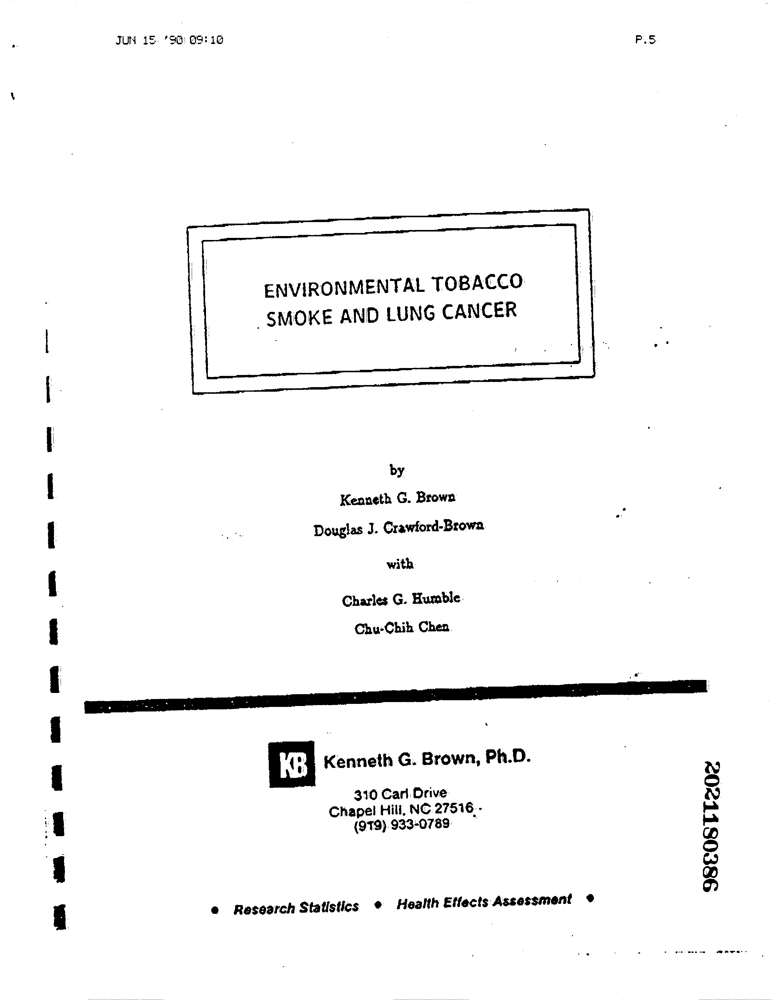 JUN 15 '90 09:10
P.5
ENVIRONMENTAL TOBACCO
SMOKE AND LUNG CANCER
by
Kenneth G. Brown
Douglas J. Crawford-Brown
with
Charles G. Humble
Chu-Chih Chen
KB
Kenneth G. Brown, Ph.D.
310 Carl Drive
Chapel Hill, NC 27516
(919) 933-0789
2021180386
• Research Statistics • Health Effects Assessment •